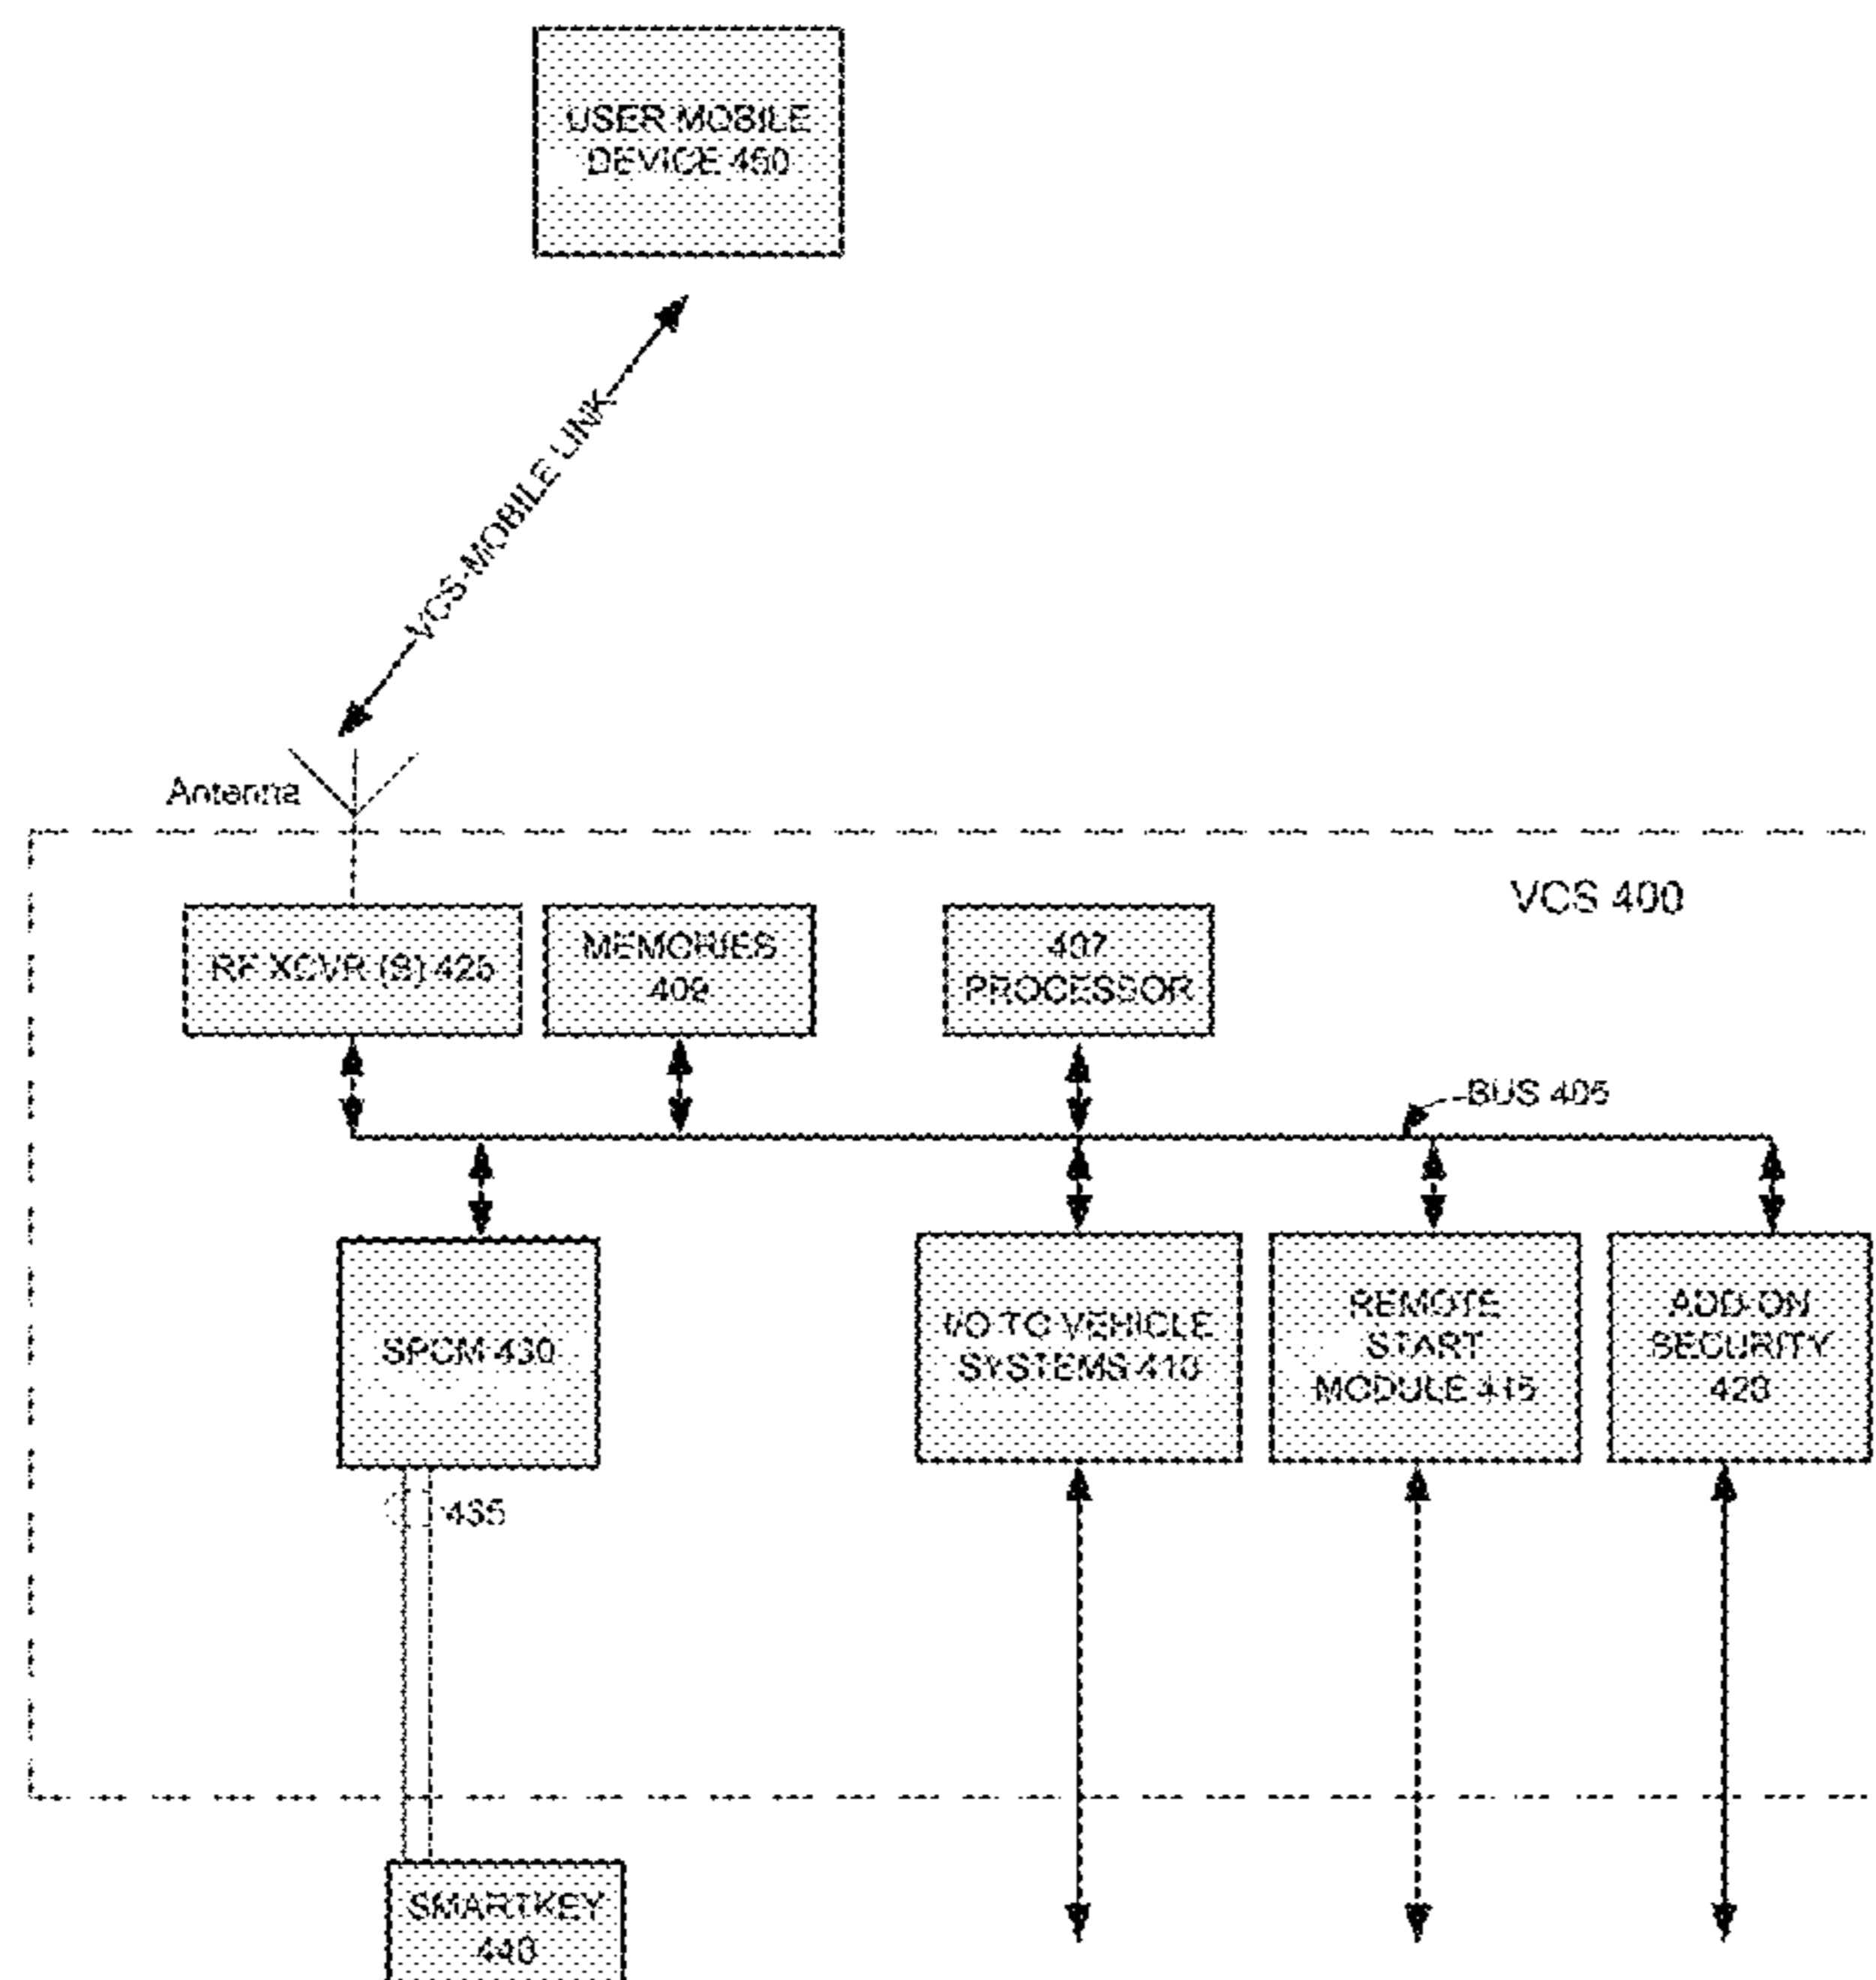 USER MOBILE
DEVICE 450
VCS-MOBILE LINK
Antenna
VCS 400
RF XCVR (S) 425
MEMORIES
409
407
PROCESSOR
BUS 405
SPCM 430
I/O TO VEHICLE
SYSTEMS 410
REMOTE
START
MODULE 415
ADD-ON
SECURITY
420
435
SMARTKEY
440